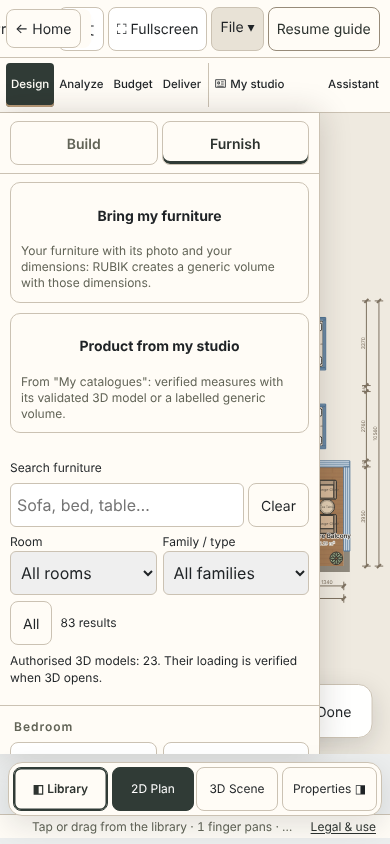 ← Home
⛶ Fullscreen
File ▾
Resume guide
Design
Analyze
Budget
Deliver
My studio
Assistant
Build
Furnish
Bring my furniture
Your furniture with its photo and your
dimensions: RUBIK creates a generic volume
with those dimensions.
Product from my studio
From "My catalogues": verified measures with
its validated 3D model or a labelled generic
volume.
Search furniture
Sofa, bed, table...
Clear
Room
Family / type
All rooms
All families
All
83 results
Authorised 3D models: 23. Their loading is verified
when 3D opens.
Bedroom
Done
◧ Library
2D Plan
3D Scene
Properties ◨
Tap or drag from the library · 1 finger pans · ...
Legal & use